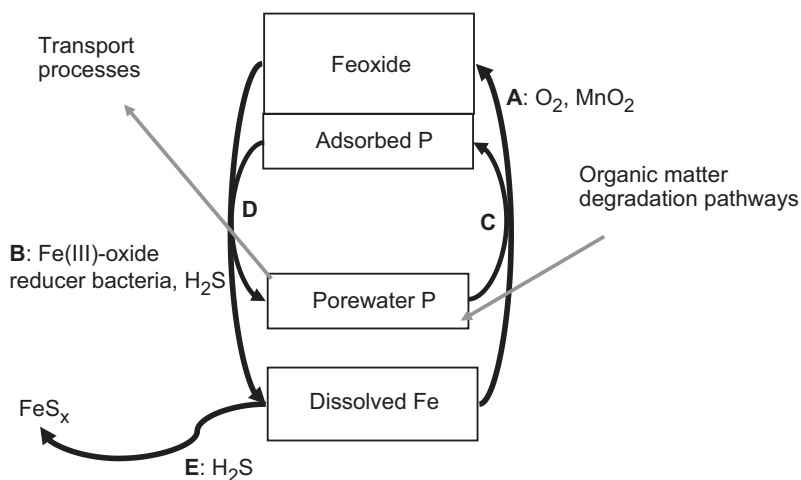 Transport
processes
Feoxide
A: O₂, MnO₂
Adsorbed P
Organic matter
degradation pathways
D
C
B: Fe(III)-oxide
reducer bacteria, H₂S
Porewater P
Dissolved Fe
FeSₓ
E: H₂S